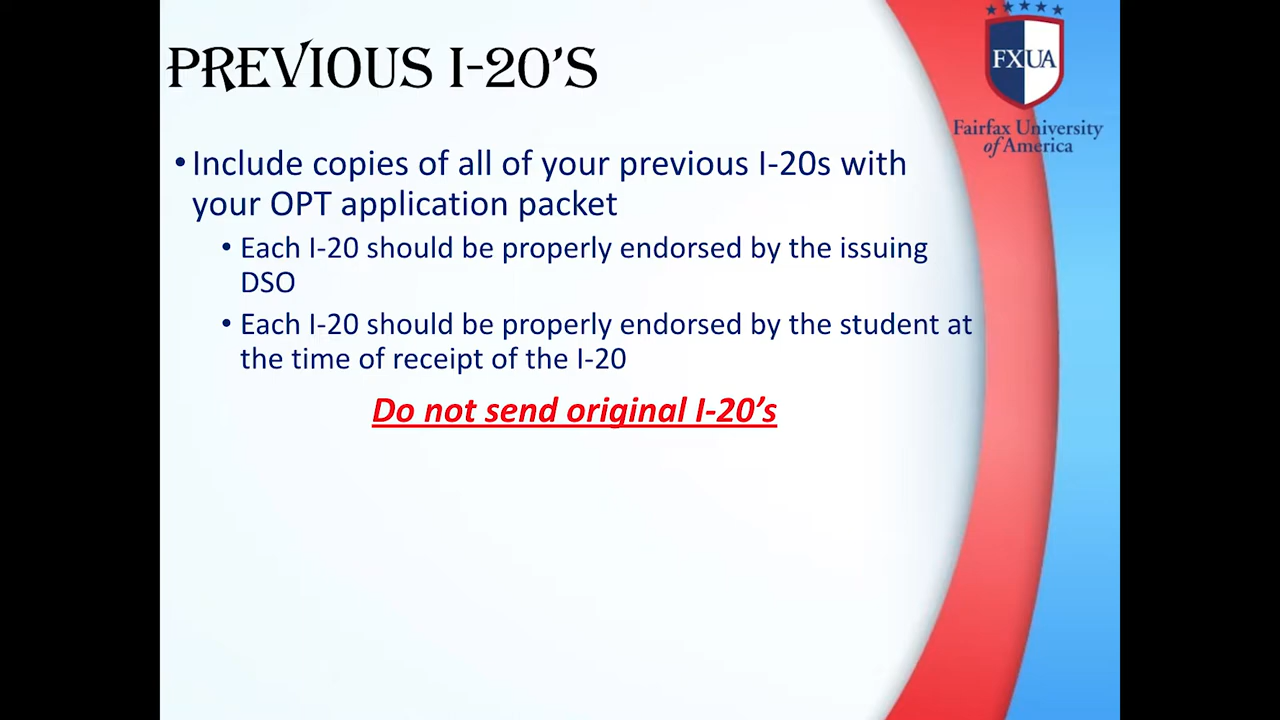 PREVIOUS I-20'S
FXUA
Fairfax University
of America
• Include copies of all of your previous I-20s with
your OPT application packet
• Each I-20 should be properly endorsed by the issuing
DSO
• Each I-20 should be properly endorsed by the student at
the time of receipt of the I-20
Do not send original I-20's